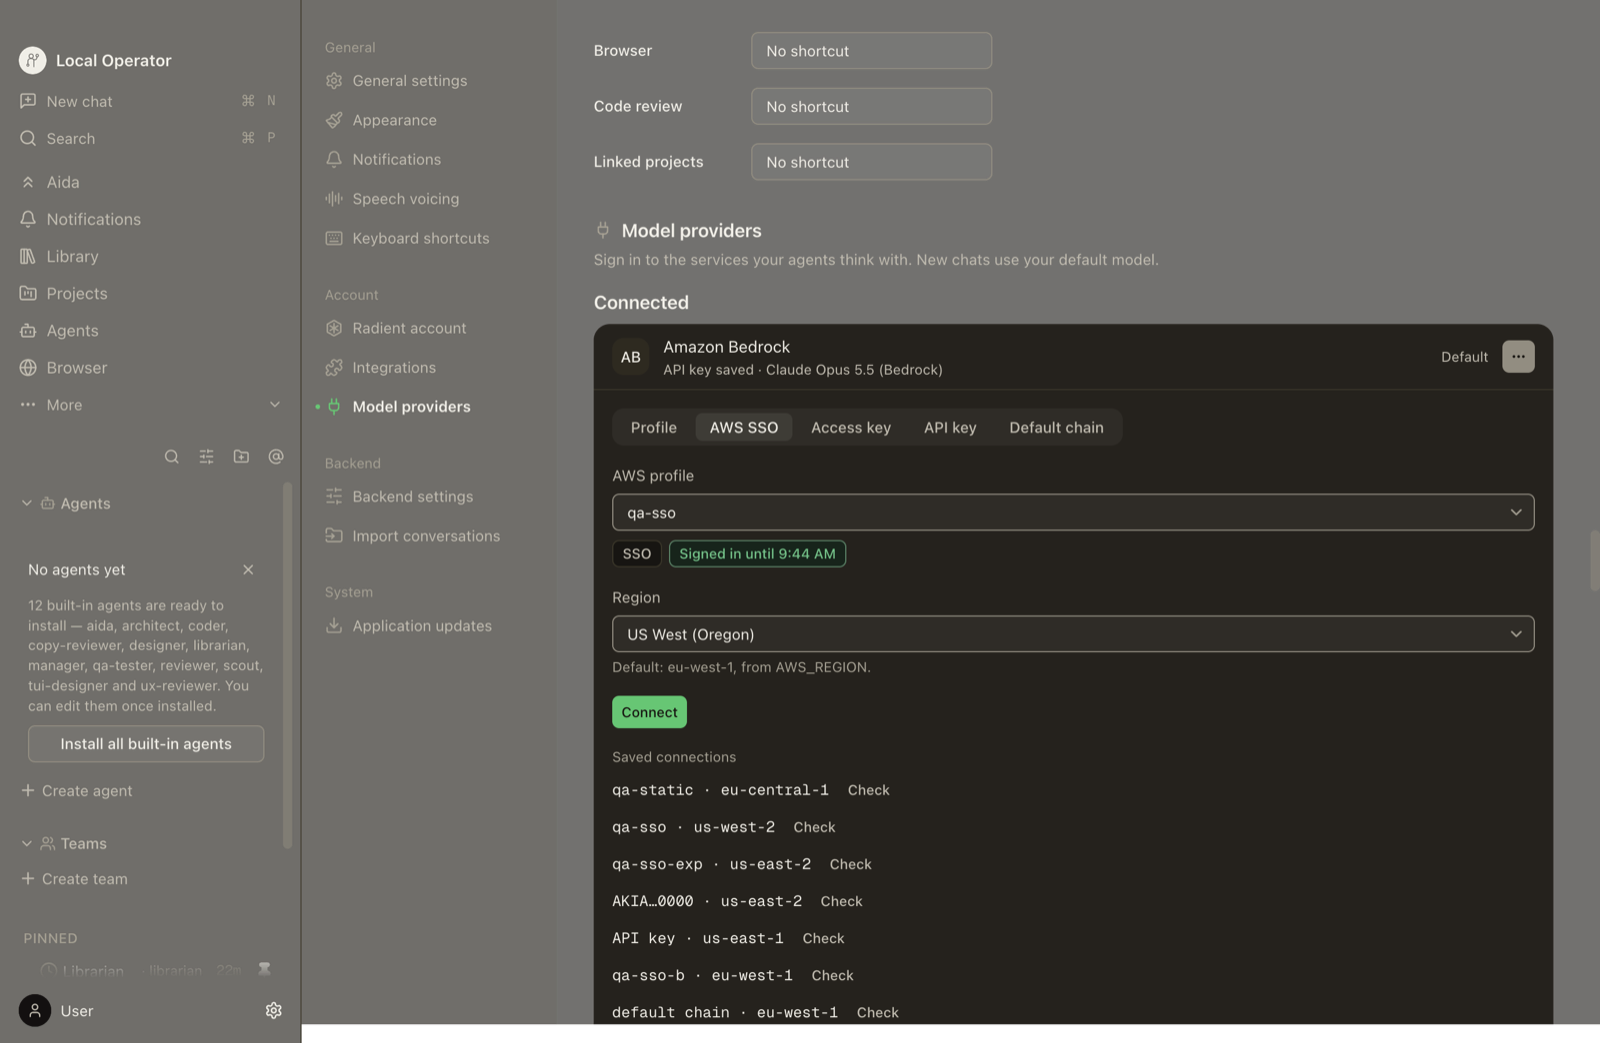 Local Operator
New chat ⌘ N
Search ⌘ P
Aida
Notifications
Library
Projects
Agents
Browser
More
Agents
No agents yet
12 built-in agents are ready to
install — aida, architect, coder,
copy-reviewer, designer, librarian,
manager, qa-tester, reviewer, scout,
tui-designer and ux-reviewer. You
can edit them once installed.
Install all built-in agents
Create agent
Teams
Create team
PINNED
Librarian · librarian 22m
User
General
General settings
Appearance
Notifications
Speech voicing
Keyboard shortcuts
Account
Radient account
Integrations
Model providers
Backend
Backend settings
Import conversations
System
Application updates
Browser No shortcut
Code review No shortcut
Linked projects No shortcut
Model providers
Sign in to the services your agents think with. New chats use your default model.
Connected
AB Amazon Bedrock
API key saved · Claude Opus 5.5 (Bedrock)
Default
Profile AWS SSO Access key API key Default chain
AWS profile
qa-sso
SSO Signed in until 9:44 AM
Region
US West (Oregon)
Default: eu-west-1, from AWS_REGION.
Connect
Saved connections
qa-static · eu-central-1 Check
qa-sso · us-west-2 Check
qa-sso-exp · us-east-2 Check
AKIA…0000 · us-east-2 Check
API key · us-east-1 Check
qa-sso-b · eu-west-1 Check
default chain · eu-west-1 Check